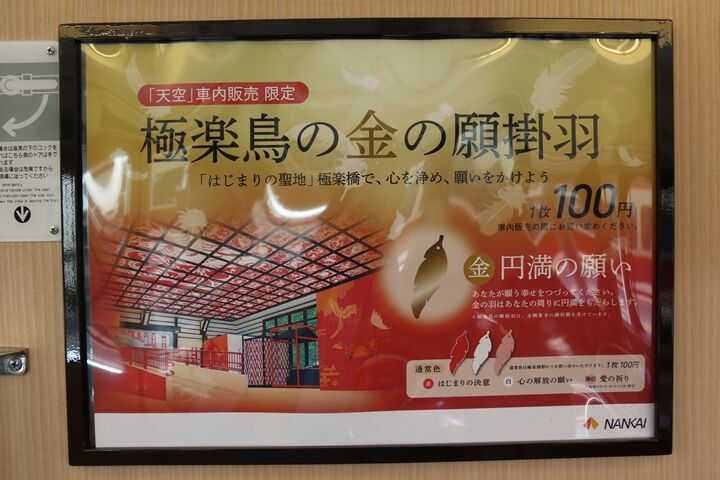 「天空」車内販売 限定
極楽鳥の金の願掛羽
「はじまりの聖地」極楽橋で、心を浄め、願いをかけよう
1枚100円
車内販売の際にお買い求めください。
金 円満の願い
あなたが願う幸せをつづってください。
金の羽はあなたの周りに円満をもたらします。
通常色
1枚100円
赤 はじまりの決意
白 心の解放の願い
愛の祈り
NANKAI